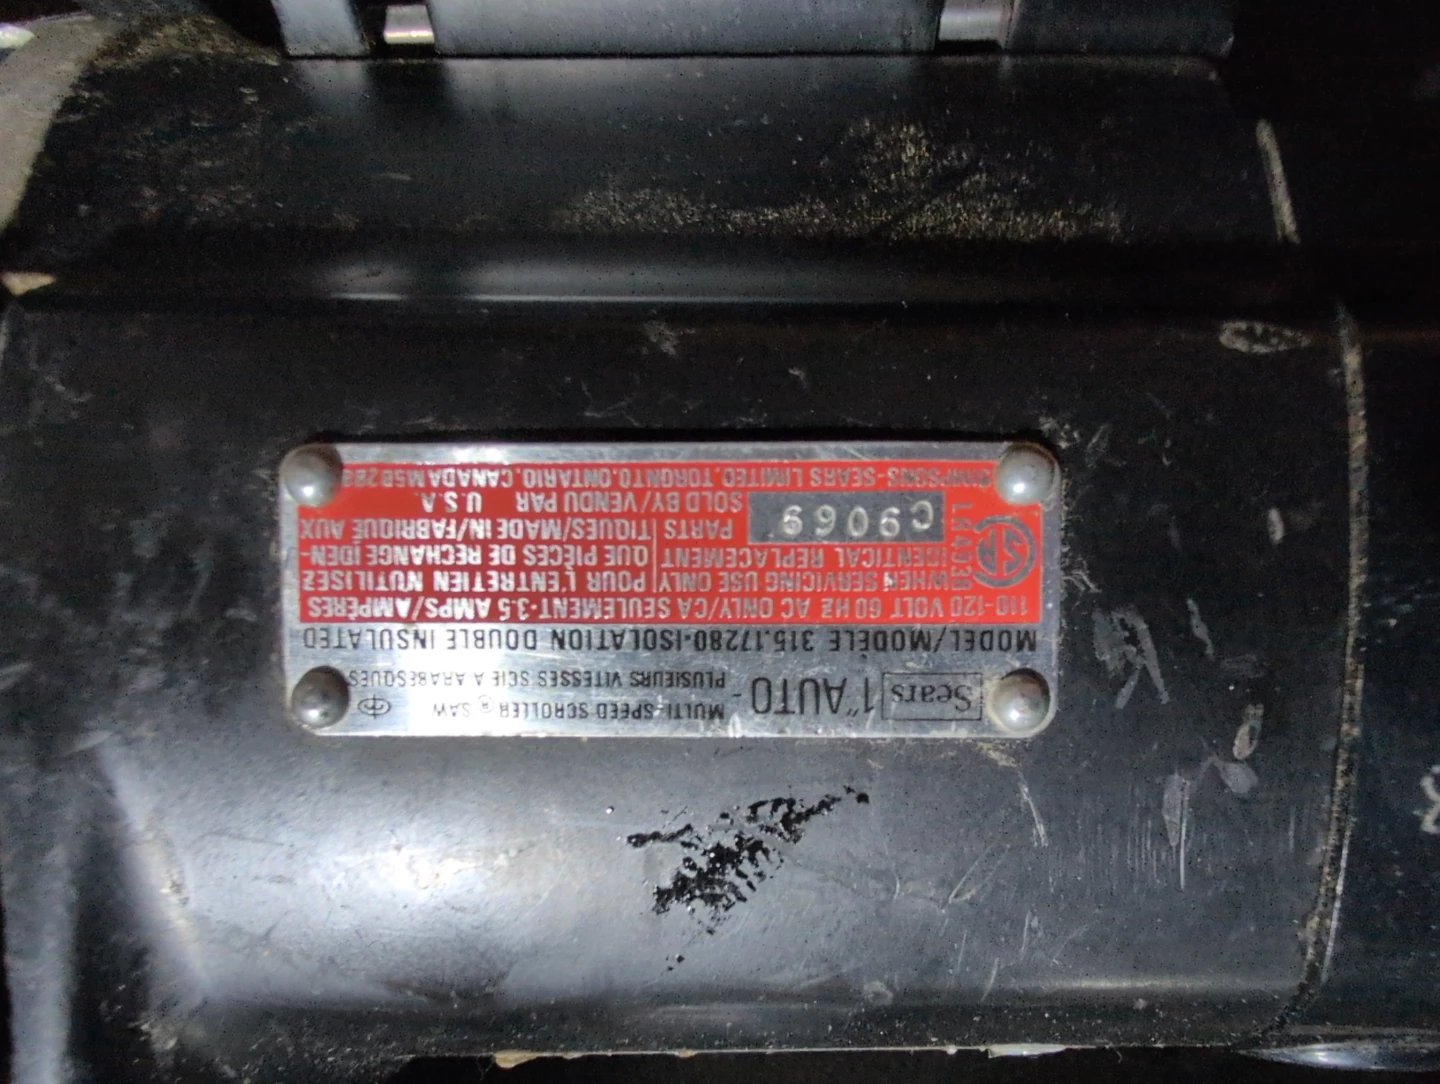 Sears 1" AUTO - MULTI-SPEED SCROLLER® SAW
PLUSIEURS VITESSES SCIE A ARABESQUES
MODEL/MODÈLE 315.17280-ISOLATION DOUBLE INSULATED
110-120 VOLT 60 HZ AC ONLY/CA SEULEMENT-3.5 AMPS/AMPÈRES
WHEN SERVICING USE ONLY
IDENTICAL REPLACEMENT
PARTS
POUR L'ENTRETIEN N'UTILISEZ
QUE PIÈCES DE RECHANGE IDEN-
TIQUES/MADE IN/FABRIQUÉ AUX
U.S.A.
C9069
SOLD BY/VENDU PAR
SIMPSONS-SEARS LIMITED, TORONTO, ONTARIO, CANADA M5B